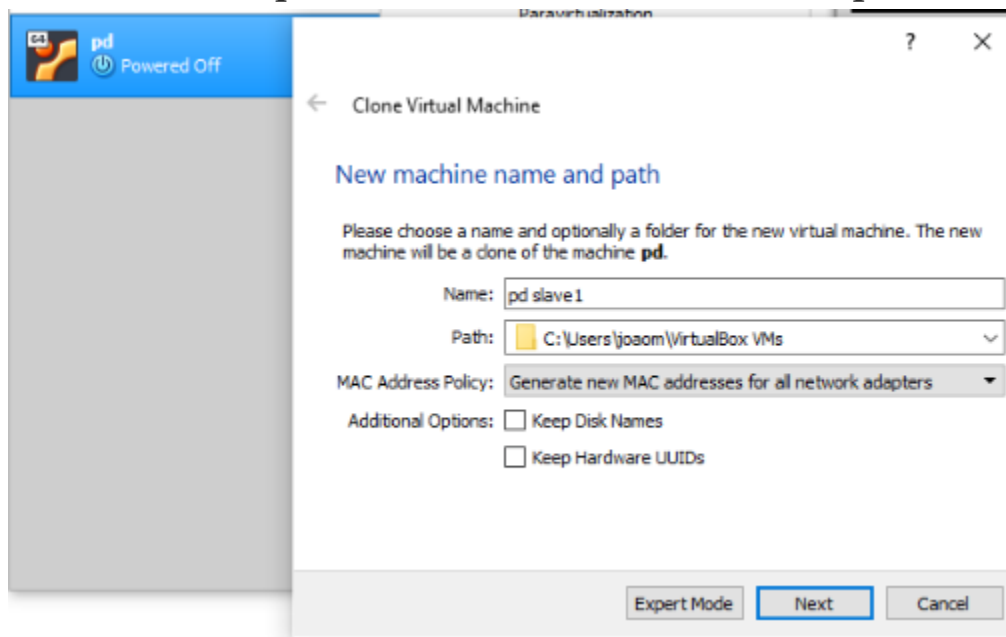 Paravirtualization
64
pd
Powered Off
?
Clone Virtual Machine
New machine name and path
Please choose a name and optionally a folder for the new virtual machine. The new
machine will be a clone of the machine pd.
Name: pd slave1
Path: C:\Users\joaom\VirtualBox VMs
MAC Address Policy: Generate new MAC addresses for all network adapters
Additional Options: Keep Disk Names
Keep Hardware UUIDs
Expert Mode Next Cancel